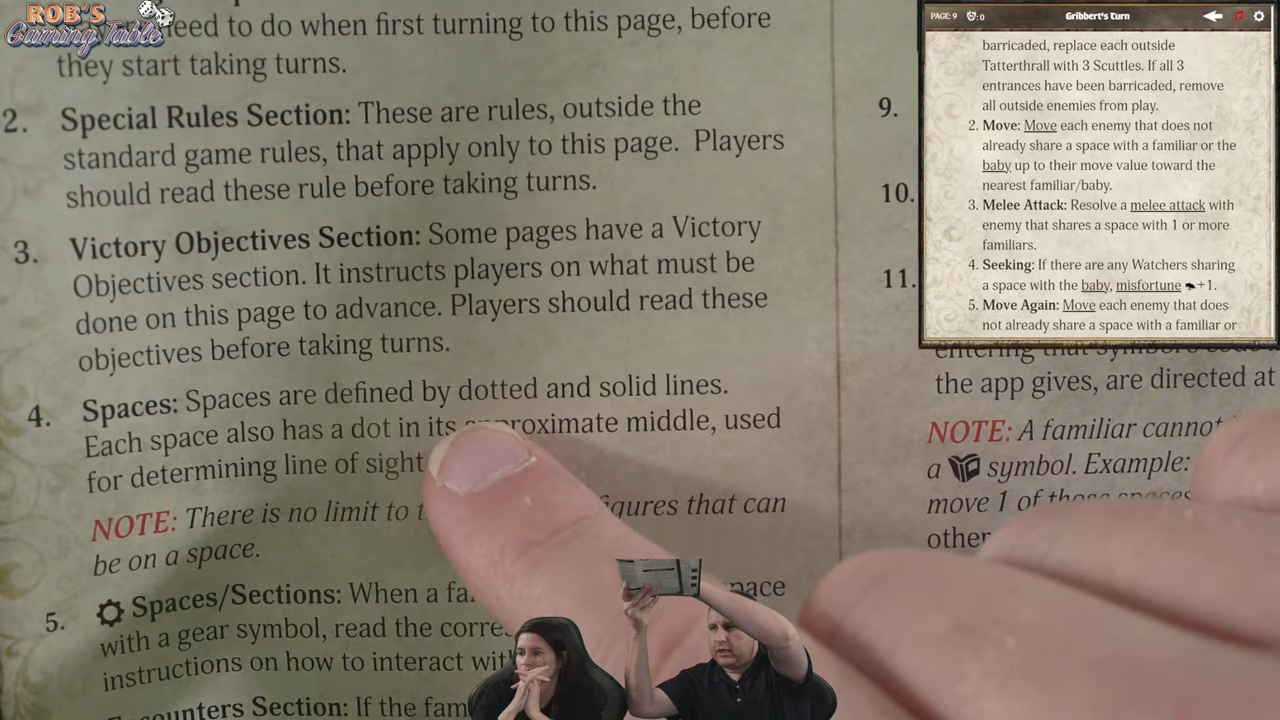 ROB'S
Gaming Table
need to do when first turning to this page, before
they start taking turns.
2. Special Rules Section: These are rules, outside the
standard game rules, that apply only to this page. Players
should read these rule before taking turns.
3. Victory Objectives Section: Some pages have a Victory
Objectives section. It instructs players on what must be
done on this page to advance. Players should read these
objectives before taking turns.
4. Spaces: Spaces are defined by dotted and solid lines.
Each space also has a dot in its approximate middle, used
for determining line of sight
NOTE: There is no limit to figures that can
be on a space.
5. Spaces/Sections: When a space
with a gear symbol, read the
instructions on how to interact
Section: If the
9.
10.
11.
the app gives, are directed at
NOTE: A familiar cannot
a symbol. Example:
move 1 of those spaces
other
PAGE: 9 :0 Gribbert's Turn
barricaded, replace each outside
Tatterthrall with 3 Scuttles. If all 3
entrances have been barricaded, remove
all outside enemies from play.
2. Move: Move each enemy that does not
already share a space with a familiar or the
baby up to their move value toward the
nearest familiar/baby.
3. Melee Attack: Resolve a melee attack with
enemy that shares a space with 1 or more
familiars.
4. Seeking: If there are any Watchers sharing
a space with the baby, misfortune +1.
5. Move Again: Move each enemy that does
not already share a space with a familiar or